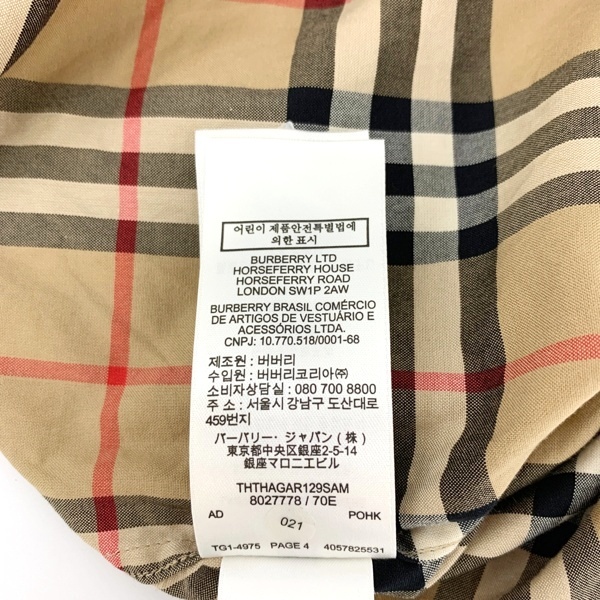 어린이 제품안전특별법에
의한 표시
BURBERRY LTD
HORSEFERRY HOUSE
HORSEFERRY ROAD
LONDON SW1P 2AW
BURBERRY BRASIL COMÉRCIO
DE ARTIGOS DE VESTUÁRIO E
ACESSÓRIOS LTDA.
CNPJ: 10.770.518/0001-68
제조원 : 버버리
수입원 : 버버리코리아㈜
소비자상담실 : 080 700 8800
주 소 : 서울시 강남구 도산대로
459번지
バーバリー・ジャパン(株)
東京都中央区銀座2-5-14
銀座マロニエビル
THTHAGAR129SAM
8027778 / 70E
AD 021 POHK
TG1-4975 PAGE 4 4057825531